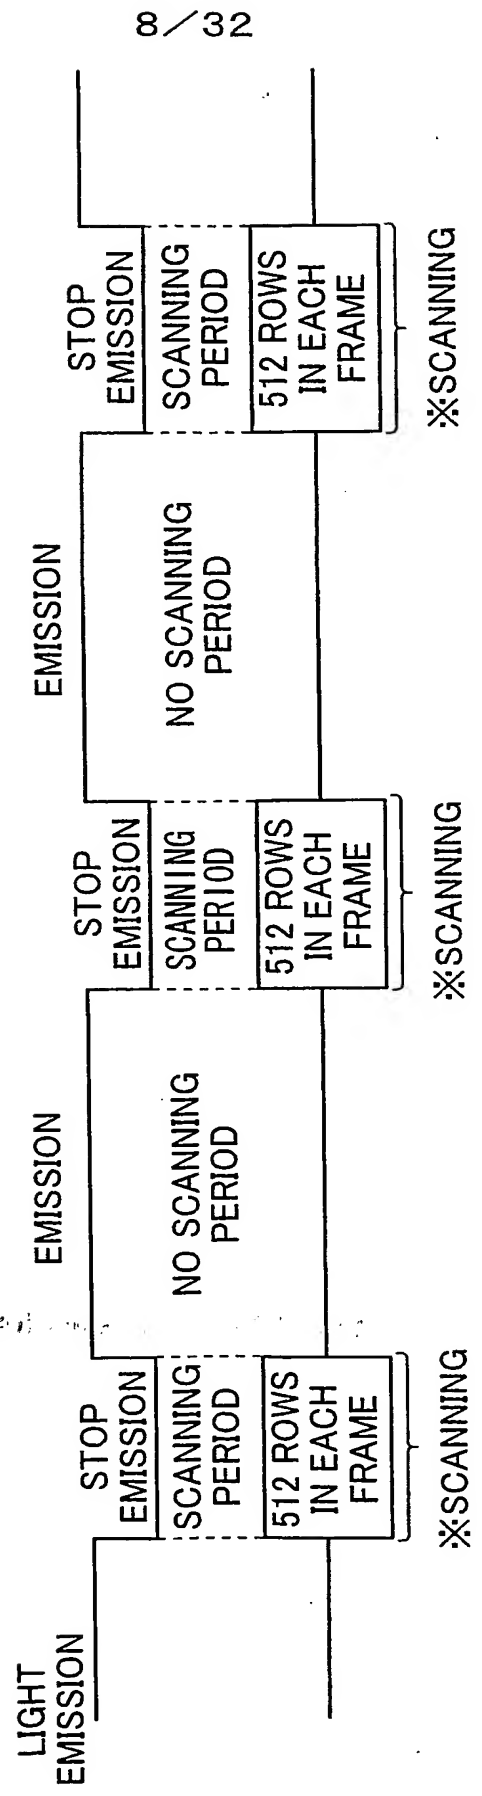 8/32
LIGHT
EMISSION
STOP
EMISSION
SCANNING
PERIOD
512 ROWS
IN EACH
FRAME
※SCANNING
EMISSION
NO SCANNING
PERIOD
STOP
EMISSION
SCANNING
PERIOD
512 ROWS
IN EACH
FRAME
※SCANNING
EMISSION
NO SCANNING
PERIOD
STOP
EMISSION
SCANNING
PERIOD
512 ROWS
IN EACH
FRAME
※SCANNING